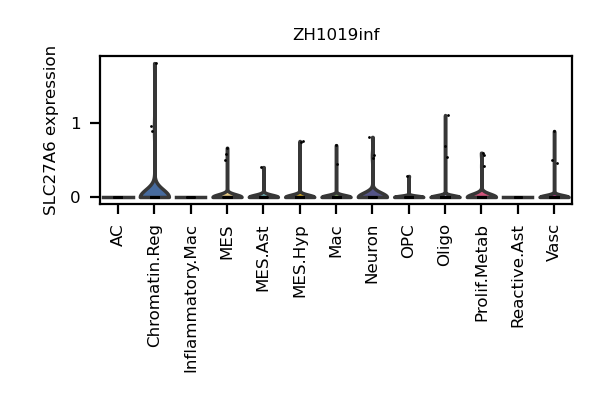 ZH1019inf
SLC27A6 expression
1
0
AC
Chromatin.Reg
Inflammatory.Mac
MES
MES.Ast
MES.Hyp
Mac
Neuron
OPC
Oligo
Prolif.Metab
Reactive.Ast
Vasc